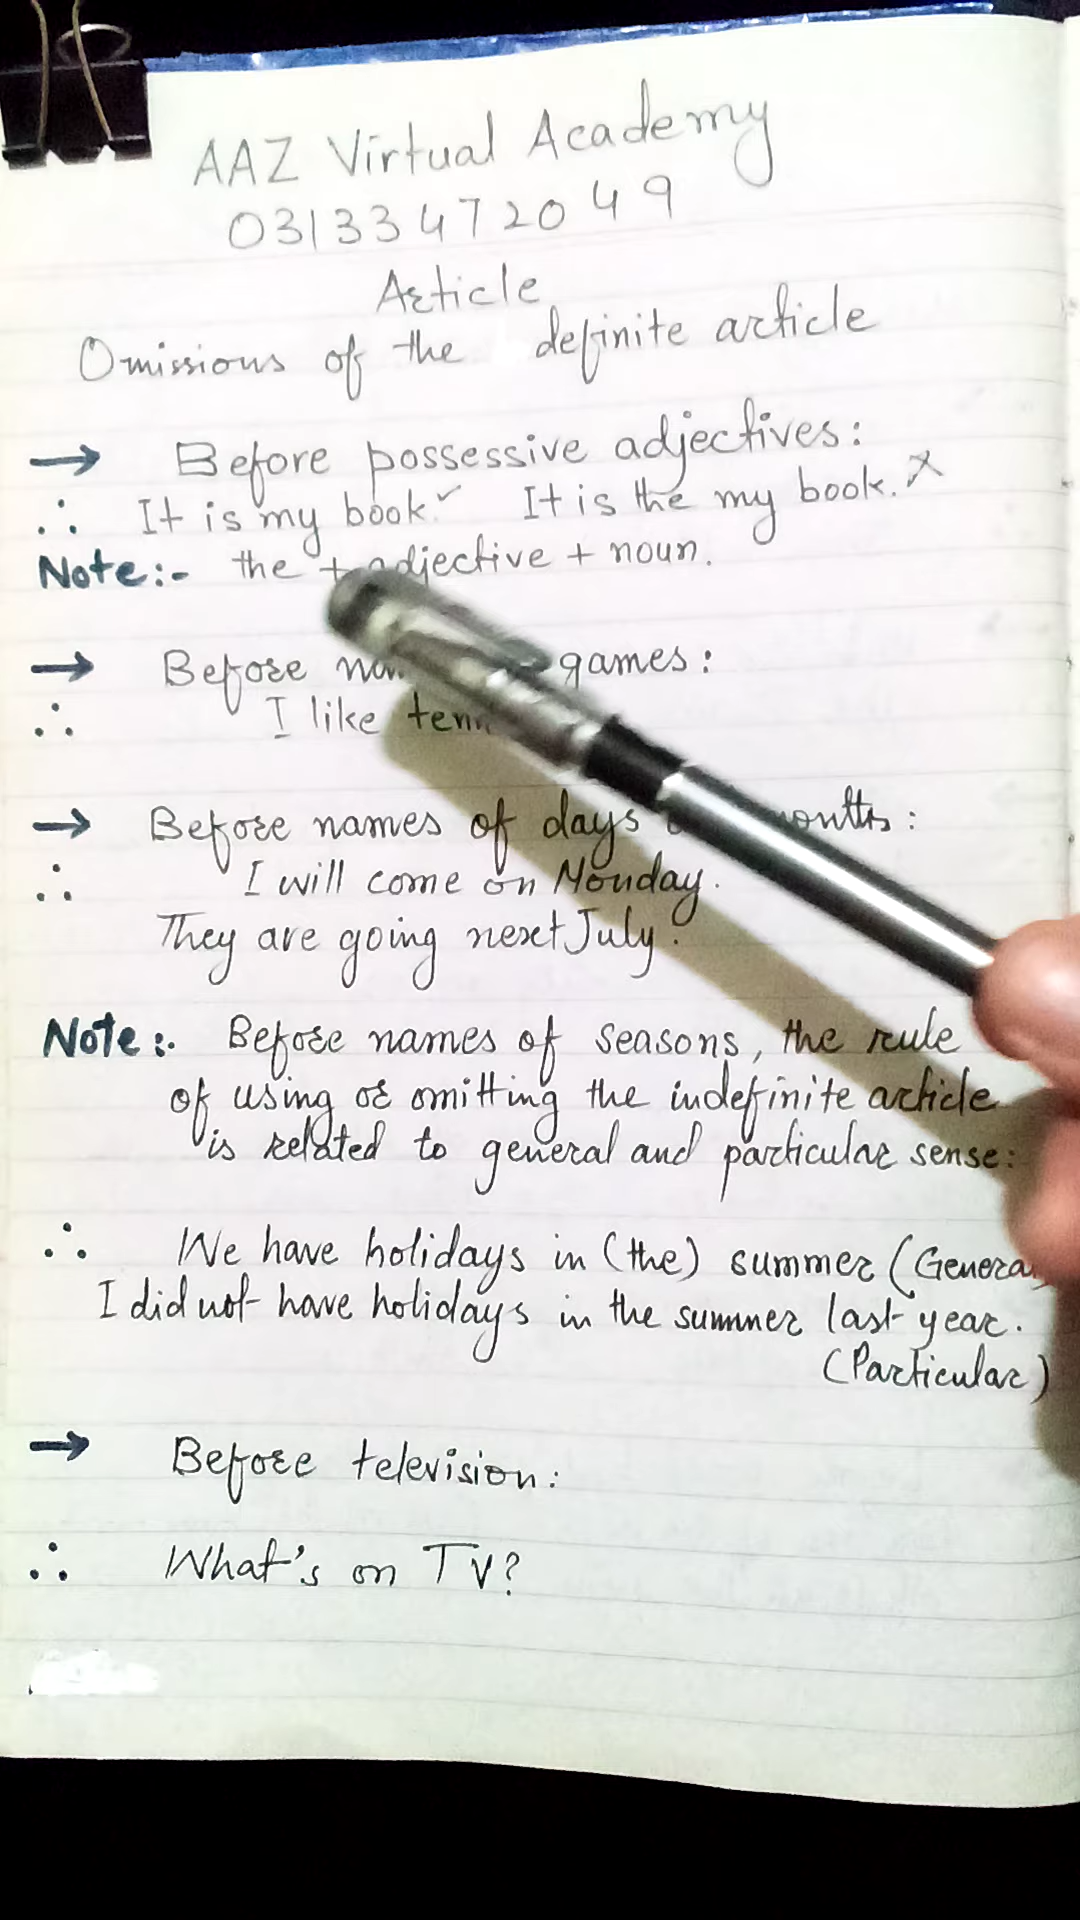 AAZ Virtual Academy
03133472049
Article
Omissions of the definite article
→ Before possessive adjectives:
∴ It is my book.✓ It is the my book.✗
Note:- the + adjective + noun.
→ Before games:
∴ I like
→ Before names of days months:
∴ I will come on Monday.
They are going next July.
Note:. Before names of seasons, the rule
of using or omitting the indefinite article
is related to general and particular sense:
∴ We have holidays in (the) summer (General
I did not have holidays in the summer last year.
(Particular)
→ Before television:
∴ What's on TV?